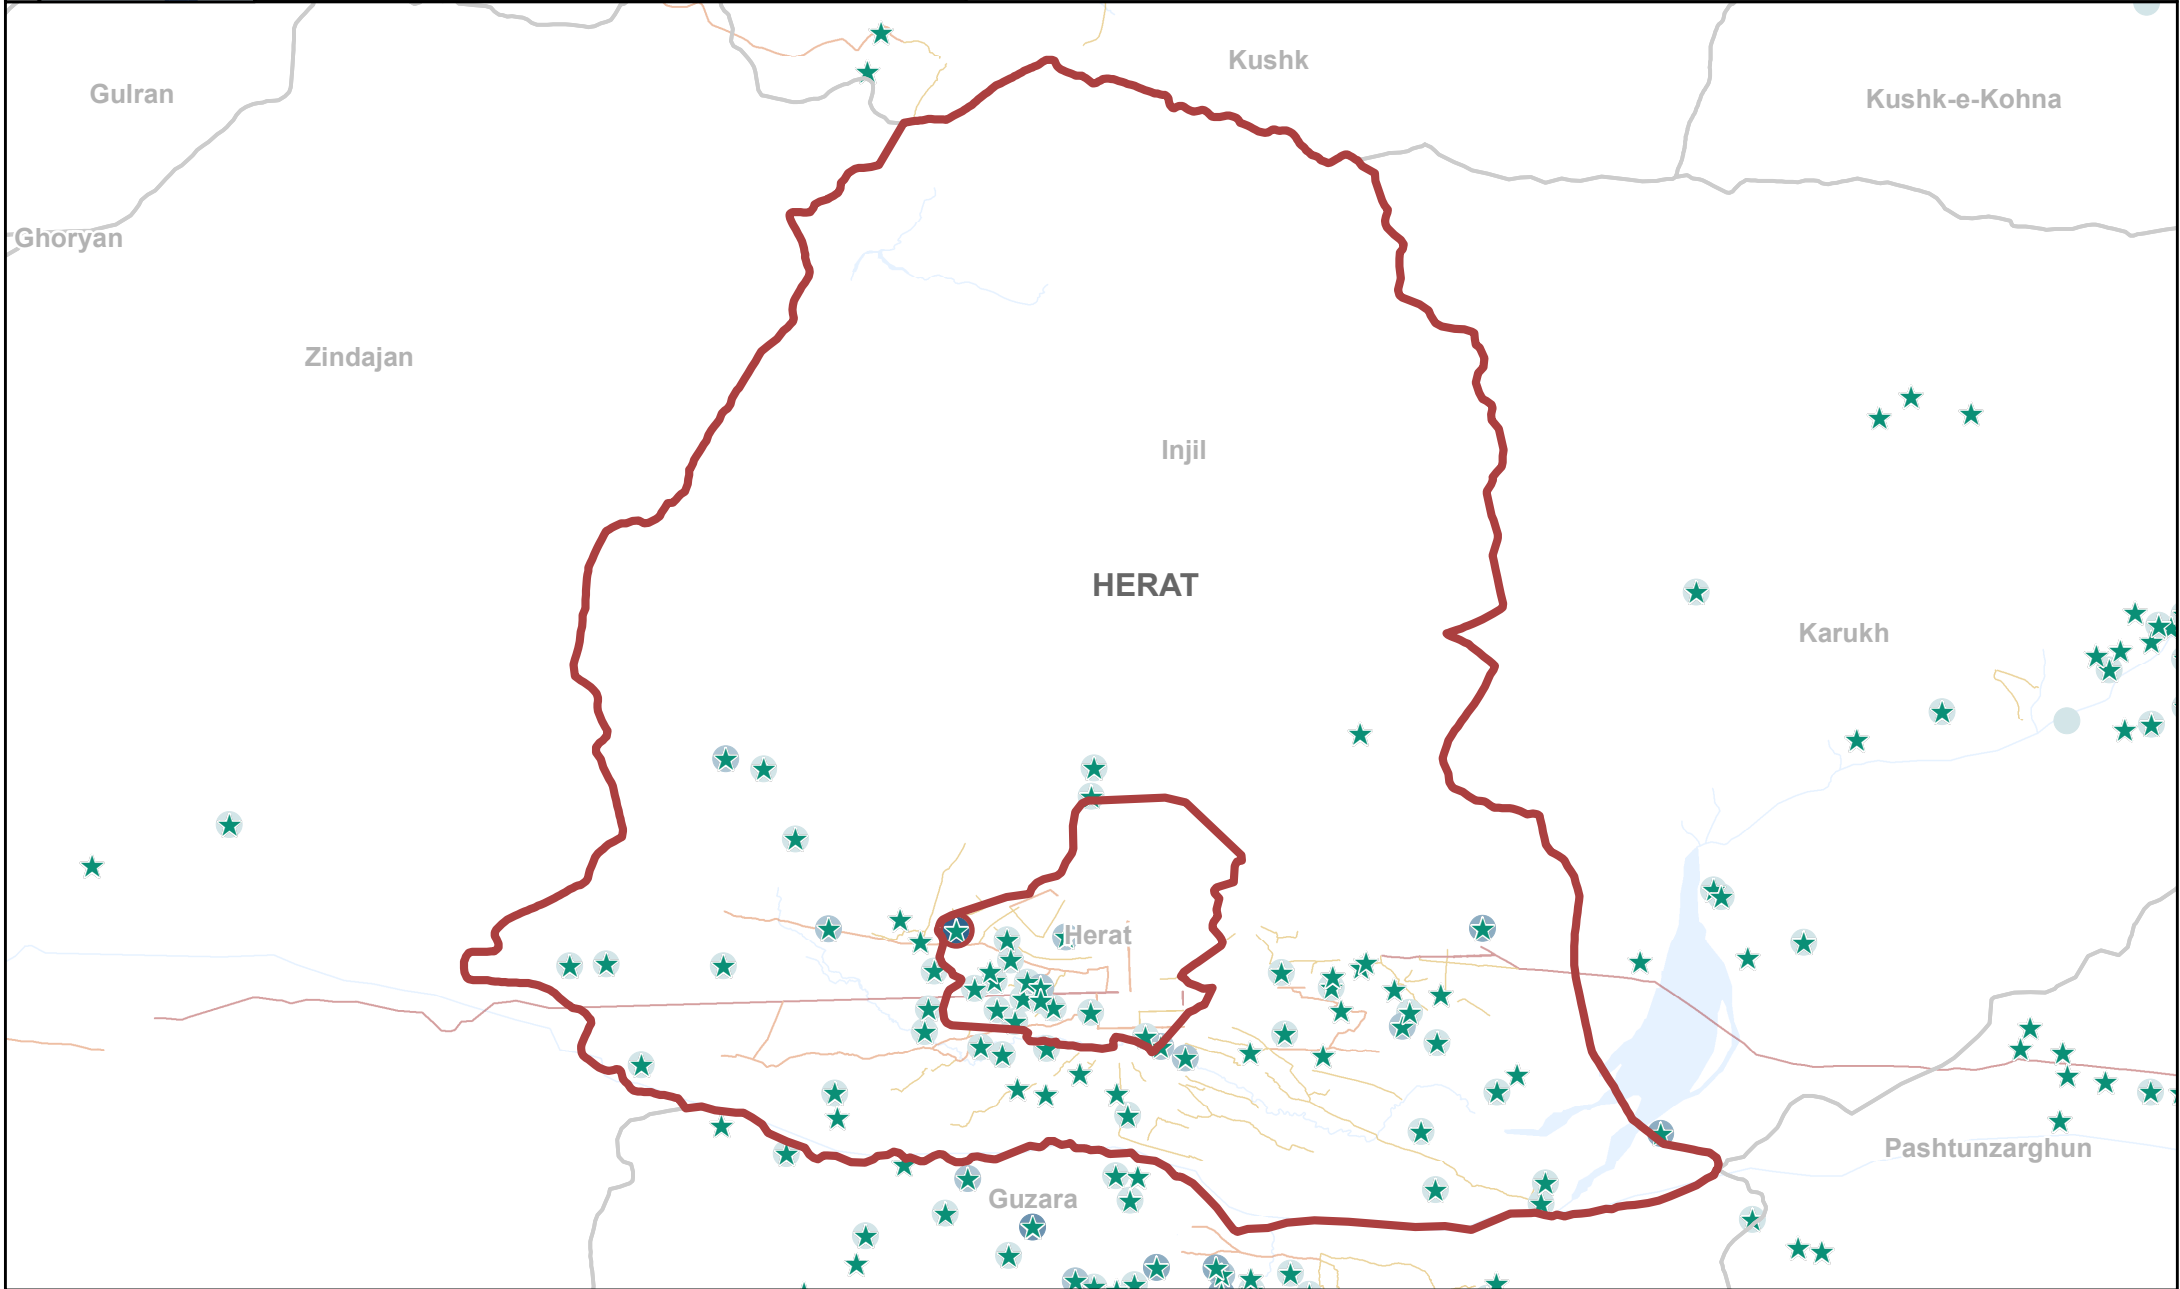 Kushk
Gulran
Kushk-e-Kohna
Ghoryan
Zindajan
Injil
HERAT
Karukh
Herat
Pashtunzarghun
Guzara